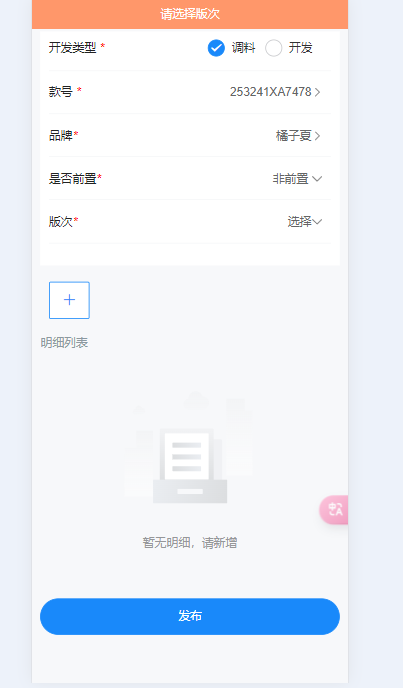 请选择版次
开发类型 * 调料 开发
款号 * 253241XA7478
品牌* 橘子夏
是否前置* 非前置
版次* 选择
明细列表
暂无明细，请新增
发布